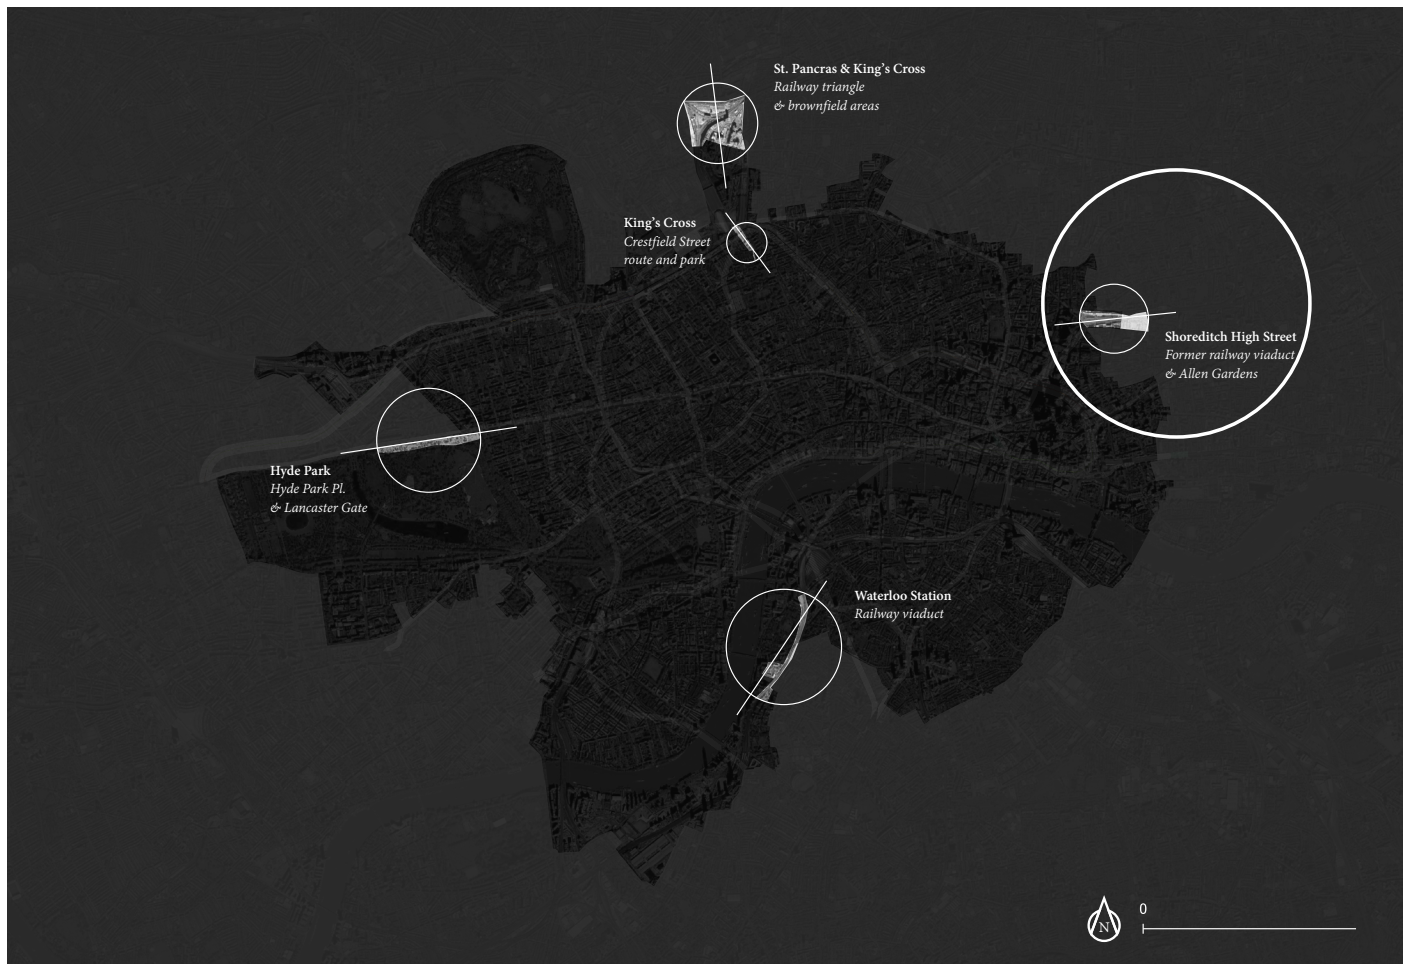 St. Pancras & King's Cross
Railway triangle
& brownfield areas
King's Cross
Crestfield Street
route and park
Shoreditch High Street
Former railway viaduct
& Allen Gardens
Hyde Park
Hyde Park Pl.
& Lancaster Gate
Waterloo Station
Railway viaduct
N
0